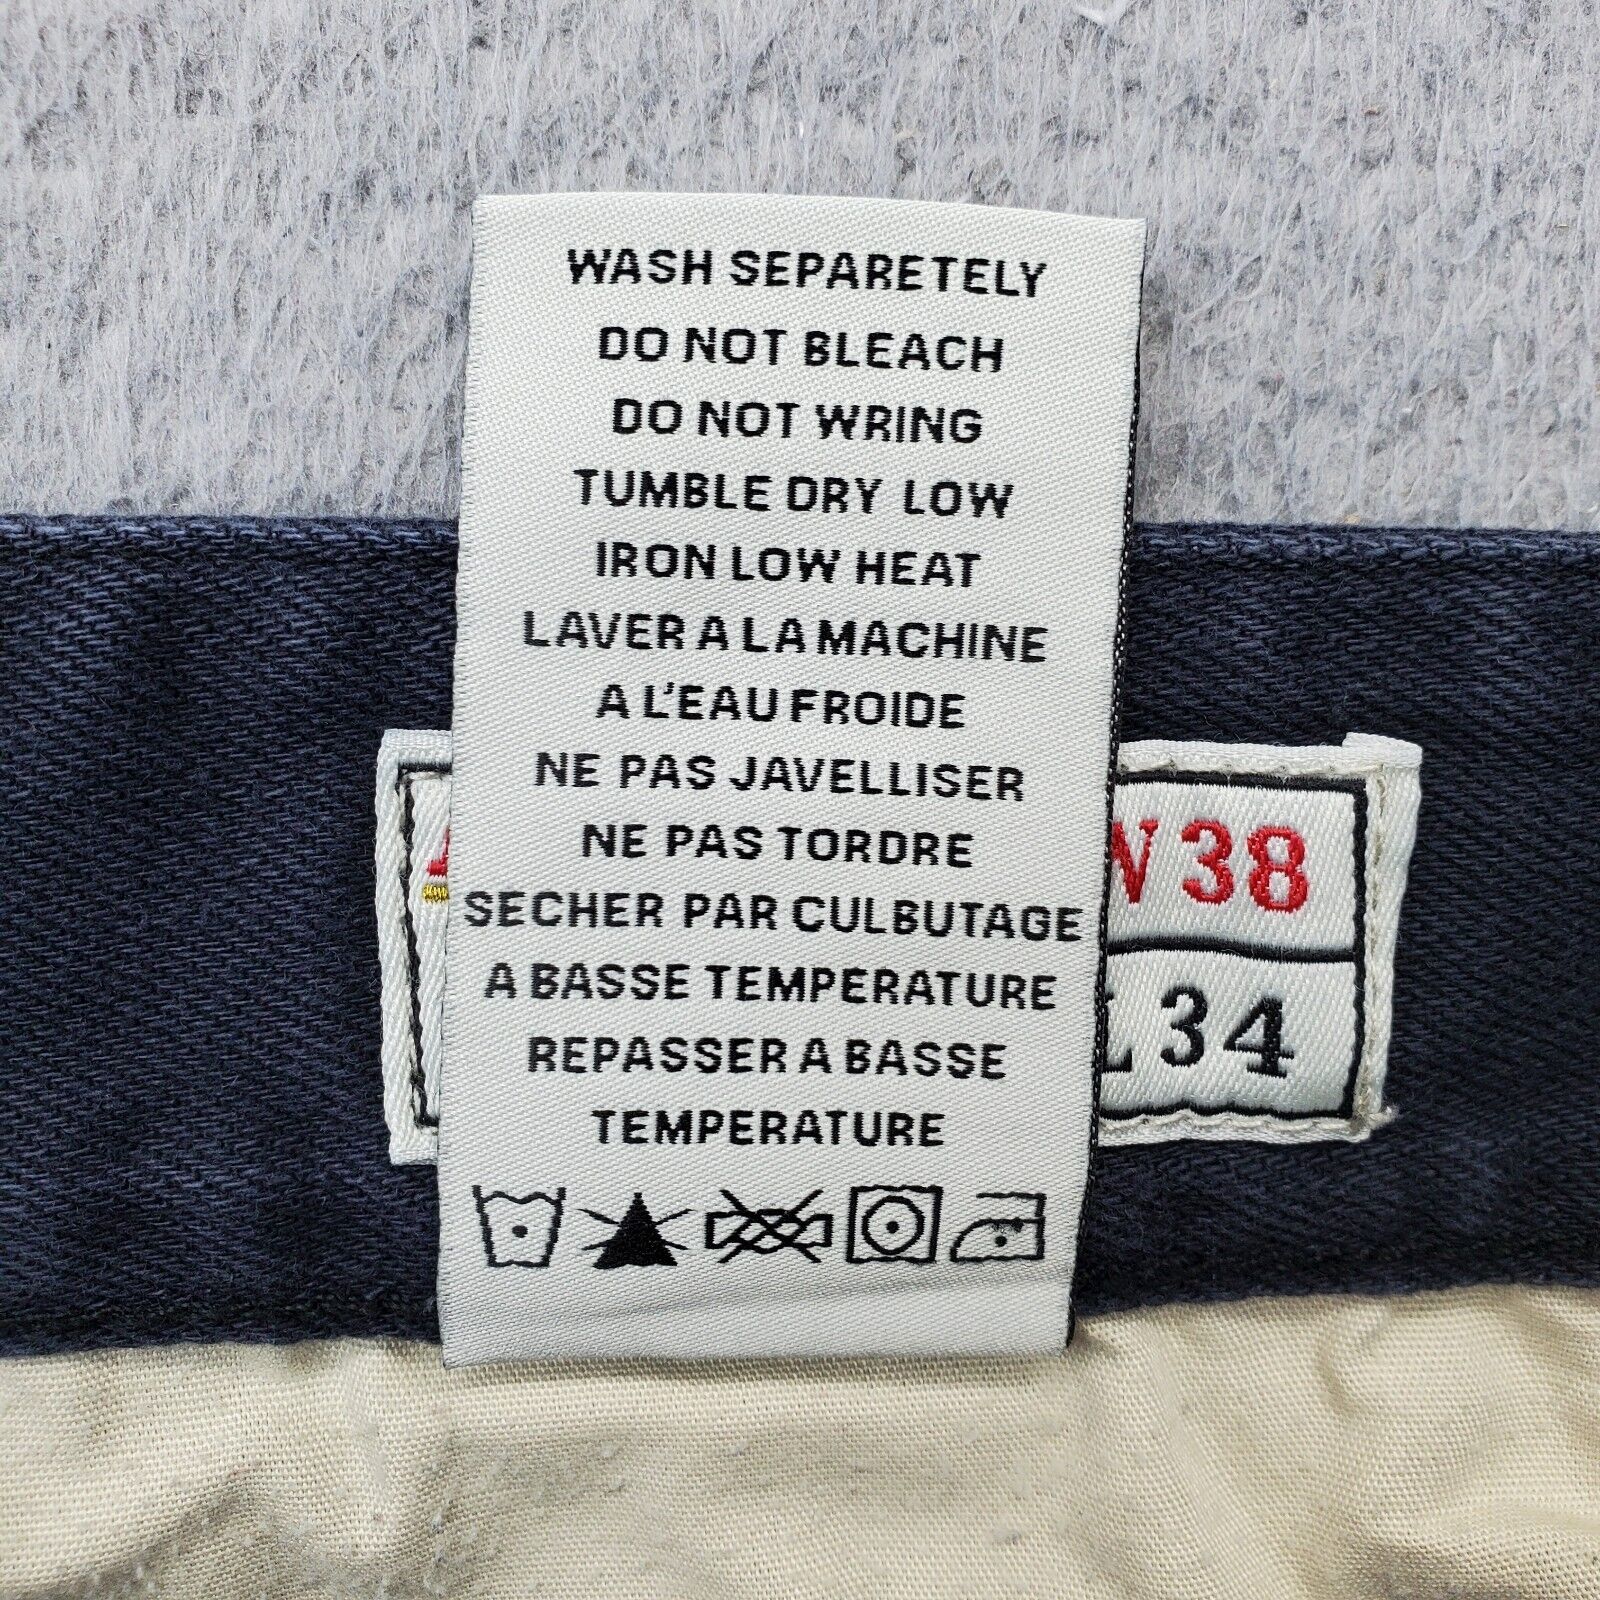 WASH SEPARETELY
DO NOT BLEACH
DO NOT WRING
TUMBLE DRY LOW
IRON LOW HEAT
LAVER A LA MACHINE
A L'EAU FROIDE
NE PAS JAVELLISER
NE PAS TORDRE
SECHER PAR CULBUTAGE
A BASSE TEMPERATURE
REPASSER A BASSE
TEMPERATURE
W38
L34